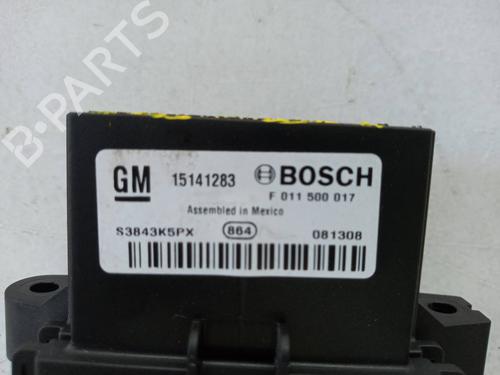 GM 15141283 BOSCH
F 011 500 017
Assembled in Mexico
S3843K5PX 864 081308
B-PARTS